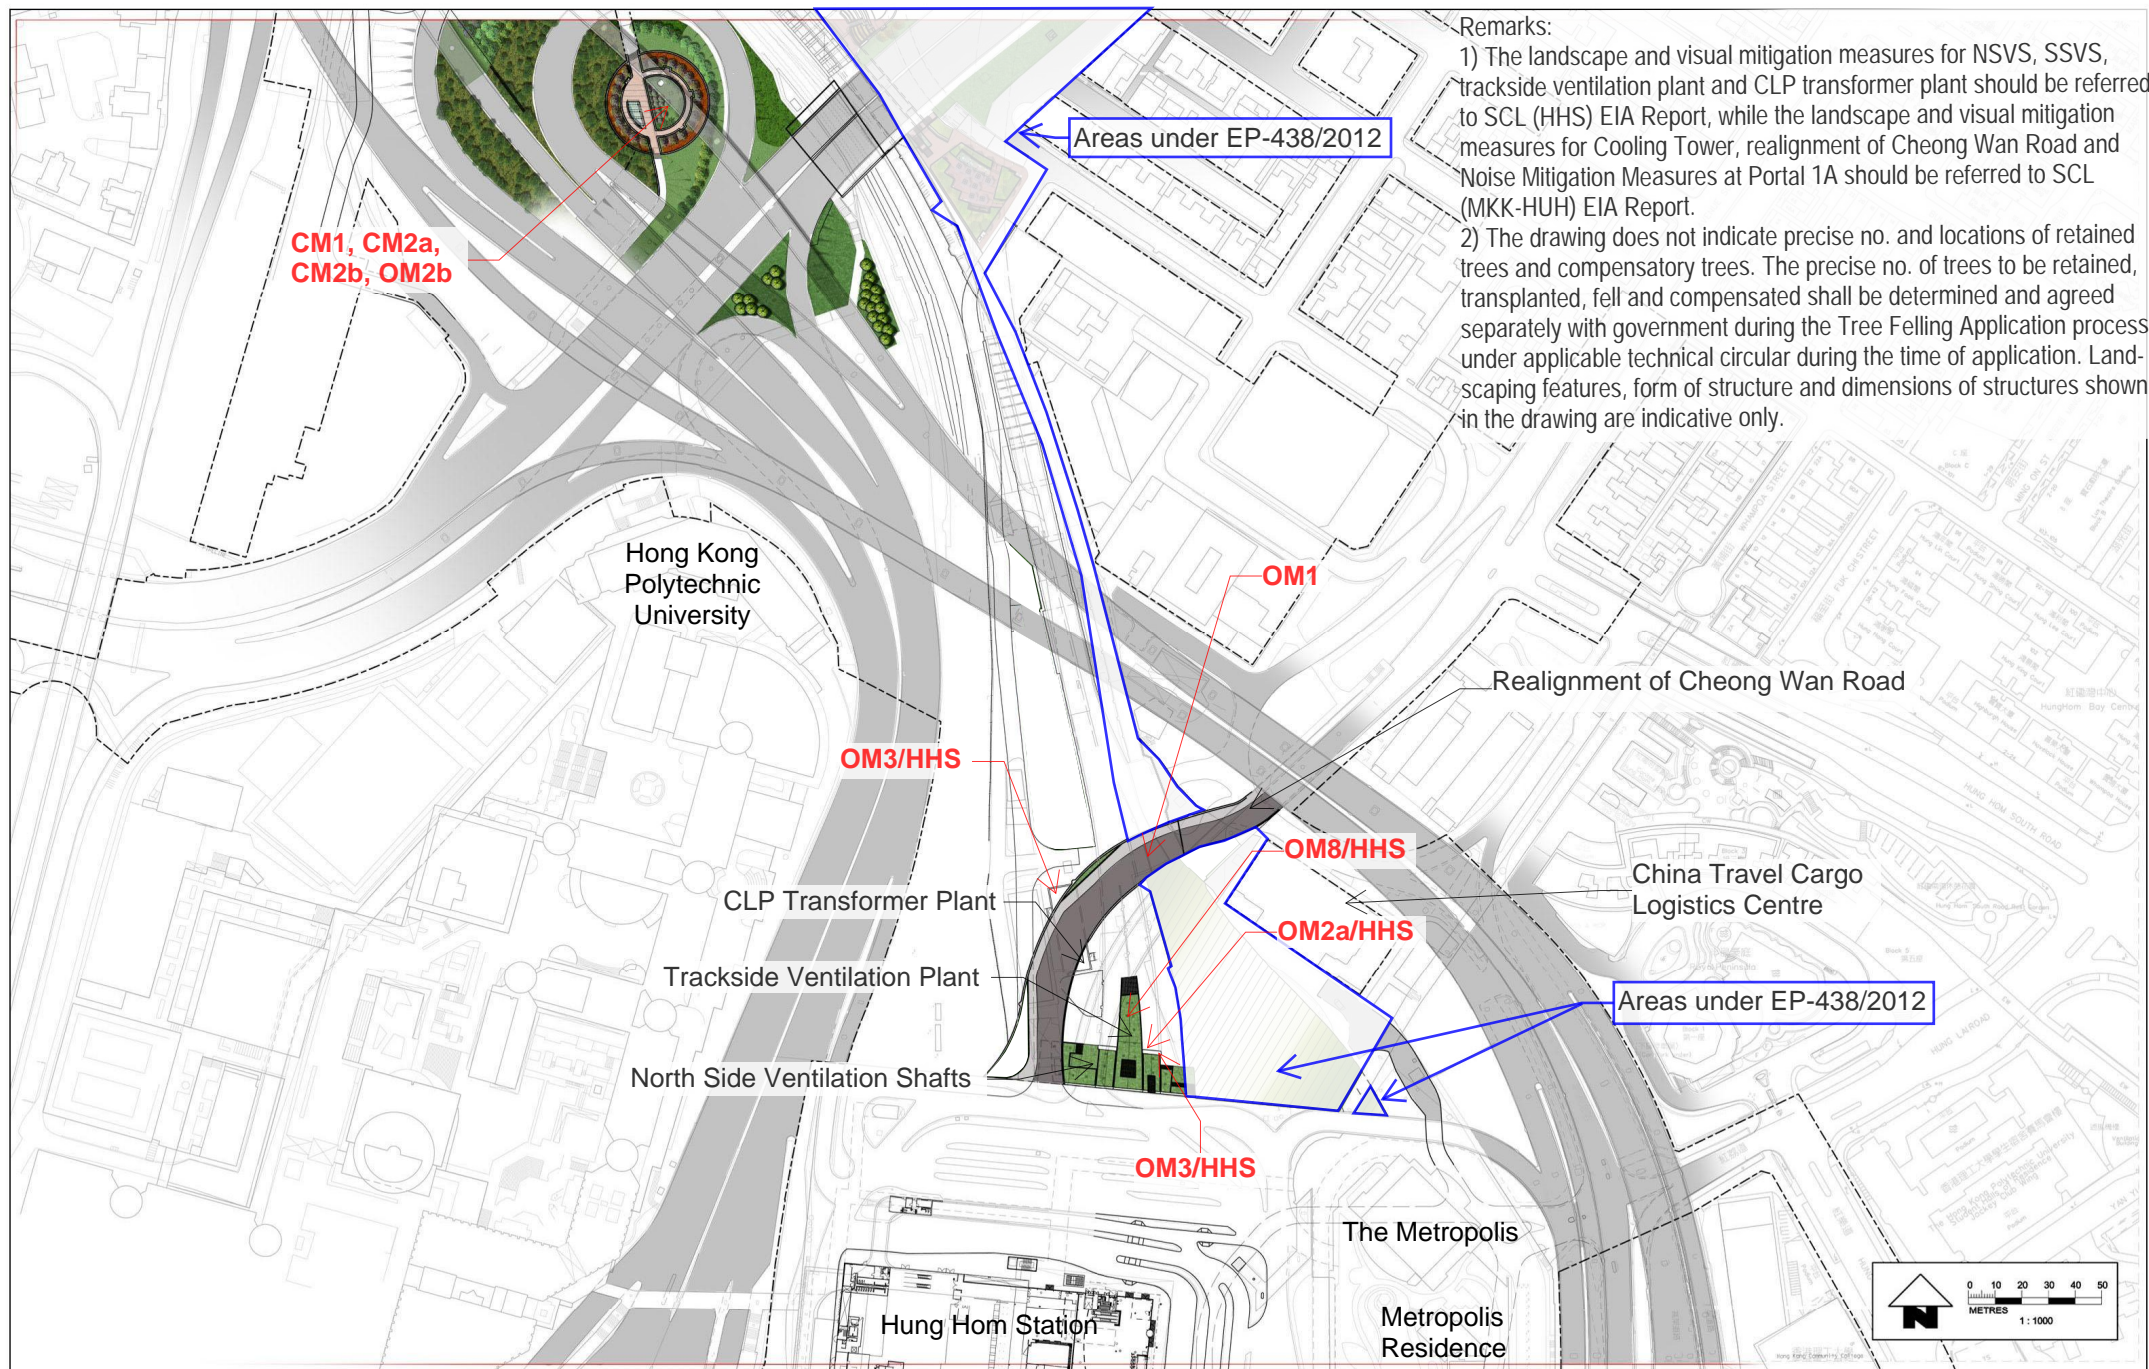 Remarks:
1) The landscape and visual mitigation measures for NSVS, SSVS,
trackside ventilation plant and CLP transformer plant should be referred
to SCL (HHS) EIA Report, while the landscape and visual mitigation
measures for Cooling Tower, realignment of Cheong Wan Road and
Noise Mitigation Measures at Portal 1A should be referred to SCL
(MKK-HUH) EIA Report.
2) The drawing does not indicate precise no. and locations of retained
trees and compensatory trees. The precise no. of trees to be retained,
transplanted, fell and compensated shall be determined and agreed
separately with government during the Tree Felling Application process
under applicable technical circular during the time of application. Land-
scaping features, form of structure and dimensions of structures shown
in the drawing are indicative only.
Areas under EP-438/2012
CM1, CM2a,
CM2b, OM2b
Hong Kong
Polytechnic
University
OM1
Realignment of Cheong Wan Road
OM3/HHS
OM8/HHS
CLP Transformer Plant
China Travel Cargo
Logistics Centre
OM2a/HHS
Trackside Ventilation Plant
Areas under EP-438/2012
North Side Ventilation Shafts
OM3/HHS
The Metropolis
Hung Hom Station
Metropolis
Residence
HUNG HOM SOUTH ROAD
HungHom Bay Centre
N
0 10 20 30 40 50
METRES
1 : 1000